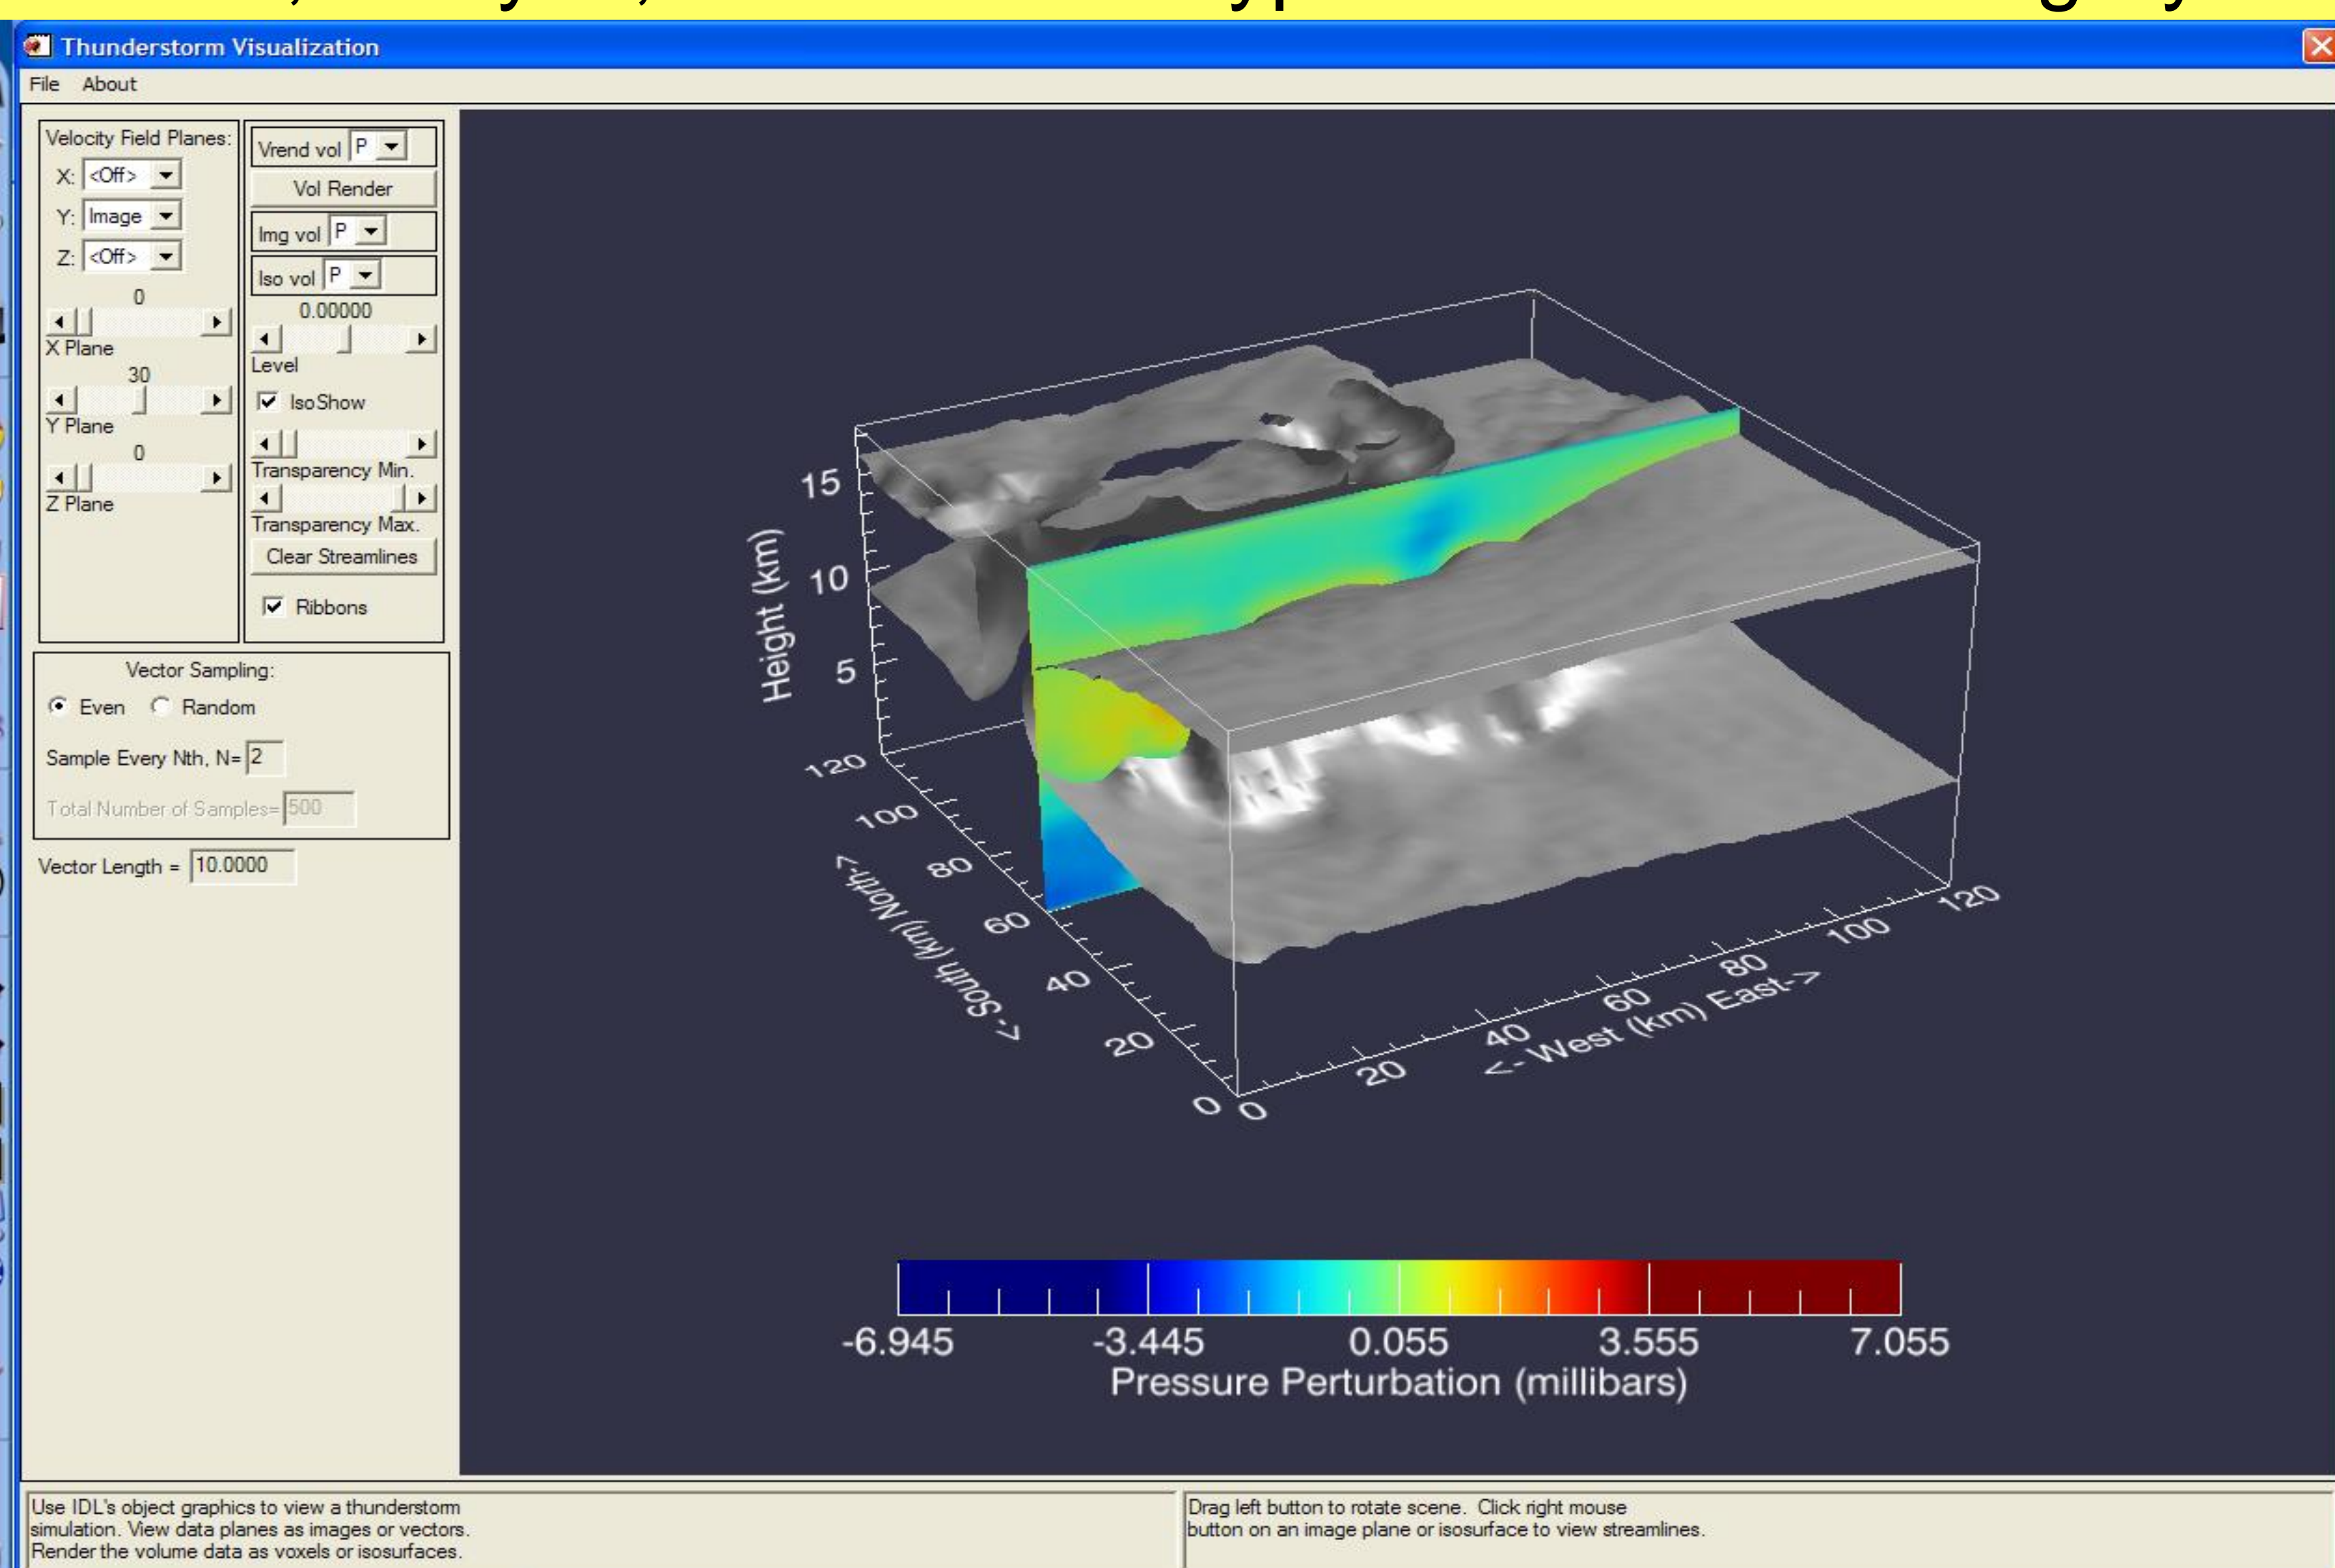 Thunderstorm Visualization
File About
Velocity Field Planes:
X: <Off>
Y: Image
Z: <Off>
0
X Plane
30
Y Plane
0
Z Plane
Vrend vol P
Vol Render
Img vol P
Iso vol P
0.00000
Level
IsoShow
Transparency Min.
Transparency Max.
Clear Streamlines
Ribbons
Vector Sampling:
Even Random
Sample Every Nth, N= 2
Total Number of Samples= 500
Vector Length = 10.0000
15
10
5
Height (km)
120
100
80
60
40
20
0
<- South (km) North->
0
20
40
60
80
100
120
<- West (km) East->
-6.945 -3.445 0.055 3.555 7.055
Pressure Perturbation (millibars)
Use IDL's object graphics to view a thunderstorm
simulation. View data planes as images or vectors.
Render the volume data as voxels or isosurfaces.
Drag left button to rotate scene. Click right mouse
button on an image plane or isosurface to view streamlines.